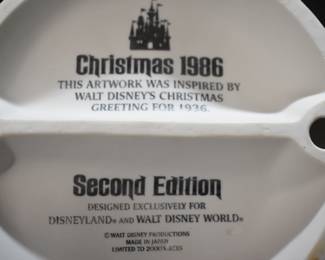 Christmas 1986
THIS ARTWORK WAS INSPIRED BY
WALT DISNEY'S CHRISTMAS
GREETING FOR 1936.
Second Edition
DESIGNED EXCLUSIVELY FOR
DISNEYLAND® AND WALT DISNEY WORLD®
© WALT DISNEY PRODUCTIONS
MADE IN JAPAN
LIMITED TO